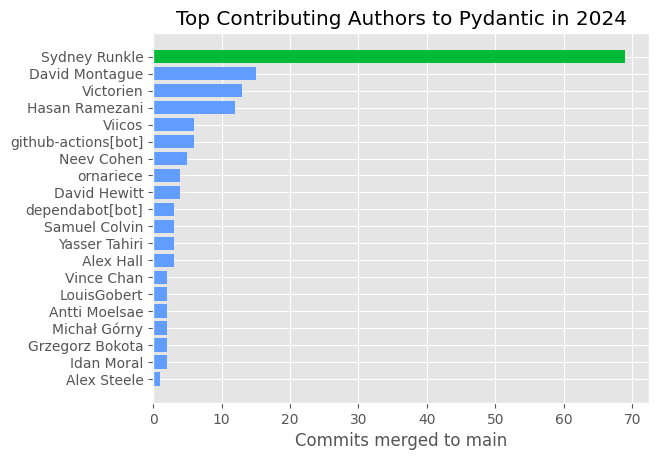 Top Contributing Authors to Pydantic in 2024
Sydney Runkle
David Montague
Victorien
Hasan Ramezani
Viicos
github-actions[bot]
Neev Cohen
ornariece
David Hewitt
dependabot[bot]
Samuel Colvin
Yasser Tahiri
Alex Hall
Vince Chan
LouisGobert
Antti Moelsae
Michał Górny
Grzegorz Bokota
Idan Moral
Alex Steele
0 10 20 30 40 50 60 70
Commits merged to main